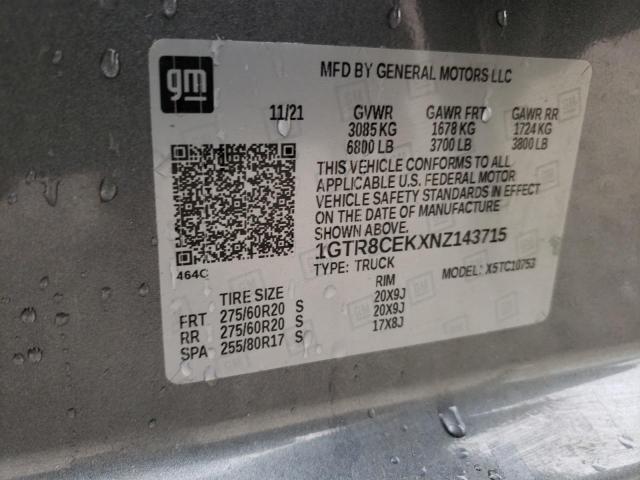 gm
MFD BY GENERAL MOTORS LLC
11/21 GVWR GAWR FRT GAWR RR
3085 KG 1678 KG 1724 KG
6800 LB 3700 LB 3800 LB
THIS VEHICLE CONFORMS TO ALL
APPLICABLE U.S. FEDERAL MOTOR
VEHICLE SAFETY STANDARDS IN EFFECT
ON THE DATE OF MANUFACTURE
SHOWN ABOVE.
1GTR8CEKXNZ143715
464C TYPE: TRUCK MODEL: X5TC10753
TIRE SIZE RIM
FRT 275/60R20 S 20X9J
RR 275/60R20 S 20X9J
SPA 255/80R17 S 17X8J